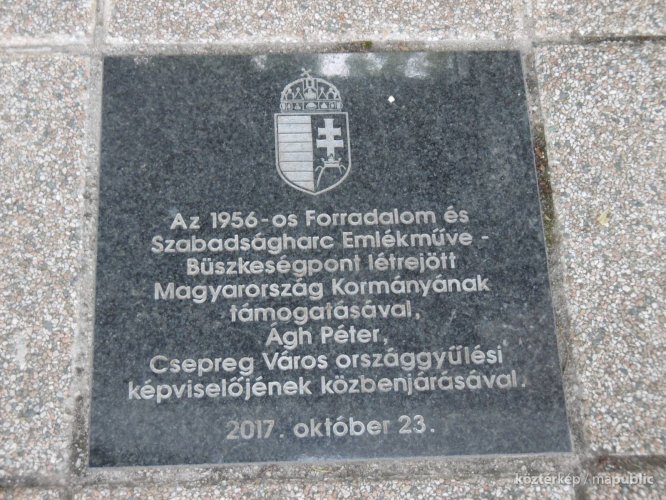 Az 1956-os Forradalom és
Szabadságharc Emlékműve -
Büszkeségpont létrejött
Magyarország Kormányának
támogatásával,
Ágh Péter,
Csepreg Város országgyűlési
képviselőjének közbenjárásával.
2017. október 23.
köztérkép / mapublic